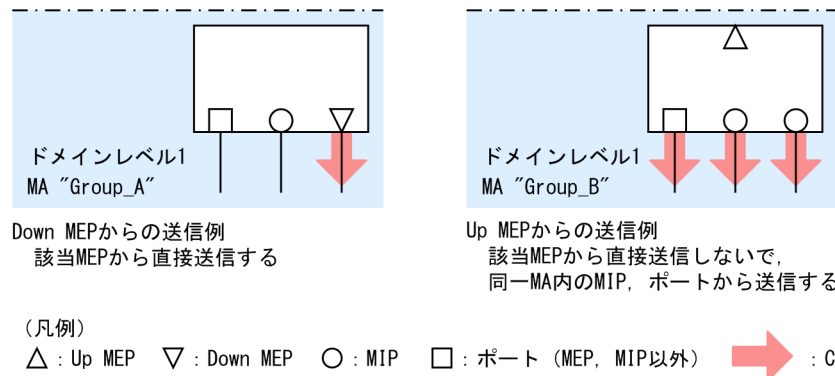 ドメインレベル1
MA "Group_A"
ドメインレベル1
MA "Group_B"
Down MEPからの送信例
該当MEPから直接送信する
Up MEPからの送信例
該当MEPから直接送信しないで,
同一MA内のMIP, ポートから送信する
(凡例)
△ : Up MEP ▽ : Down MEP ○ : MIP □ : ポート (MEP, MIP以外) : C